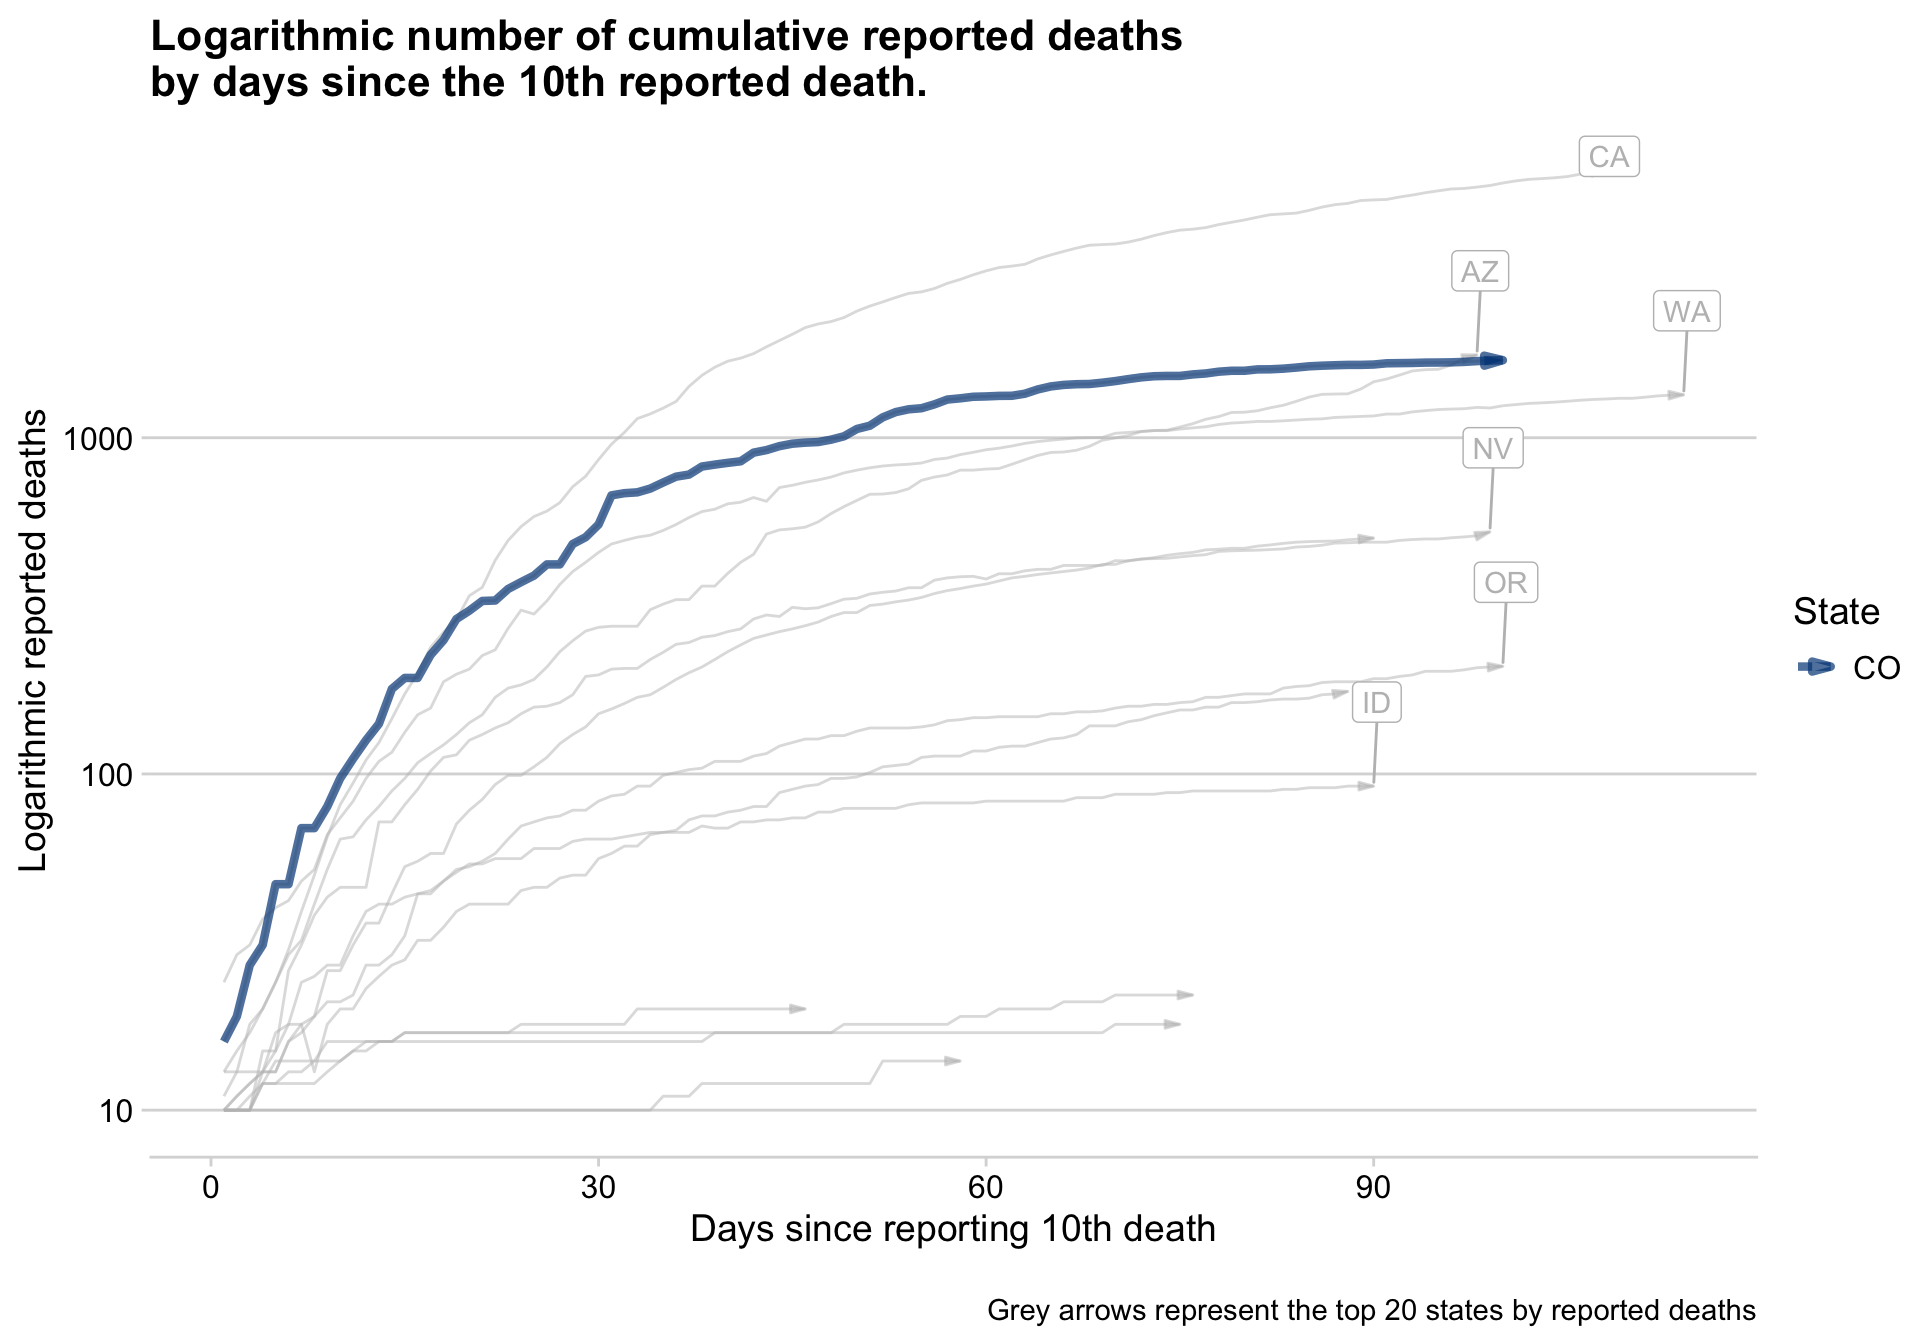 Logarithmic number of cumulative reported deaths
by days since the 10th reported death.
CA
AZ
WA
NV
OR
ID
Logarithmic reported deaths
1000
100
10
0
30
60
90
Days since reporting 10th death
State
CO
Grey arrows represent the top 20 states by reported deaths